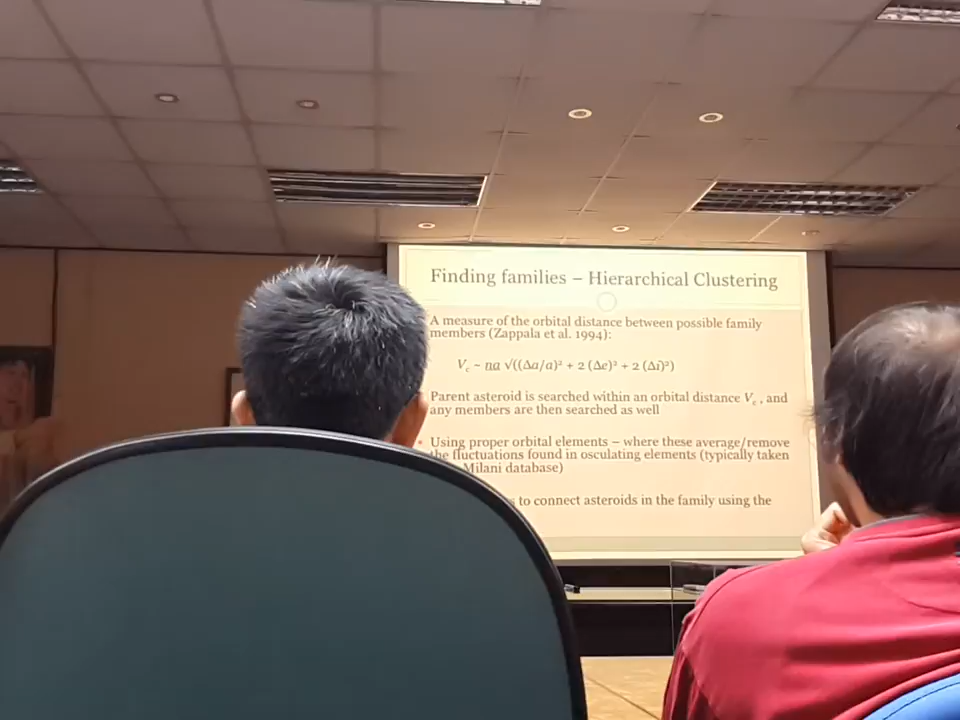 Finding families – Hierarchical Clustering
A measure of the orbital distance between possible family
members (Zappala et al. 1994):
V_c ~ na √((Δa/a)² + 2 (Δe)² + 2 (Δi)²)
Parent asteroid is searched within an orbital distance V_c , and
any members are then searched as well
Using proper orbital elements – where these average/remove
the fluctuations found in osculating elements (typically taken
Milani database)
to connect asteroids in the family using the